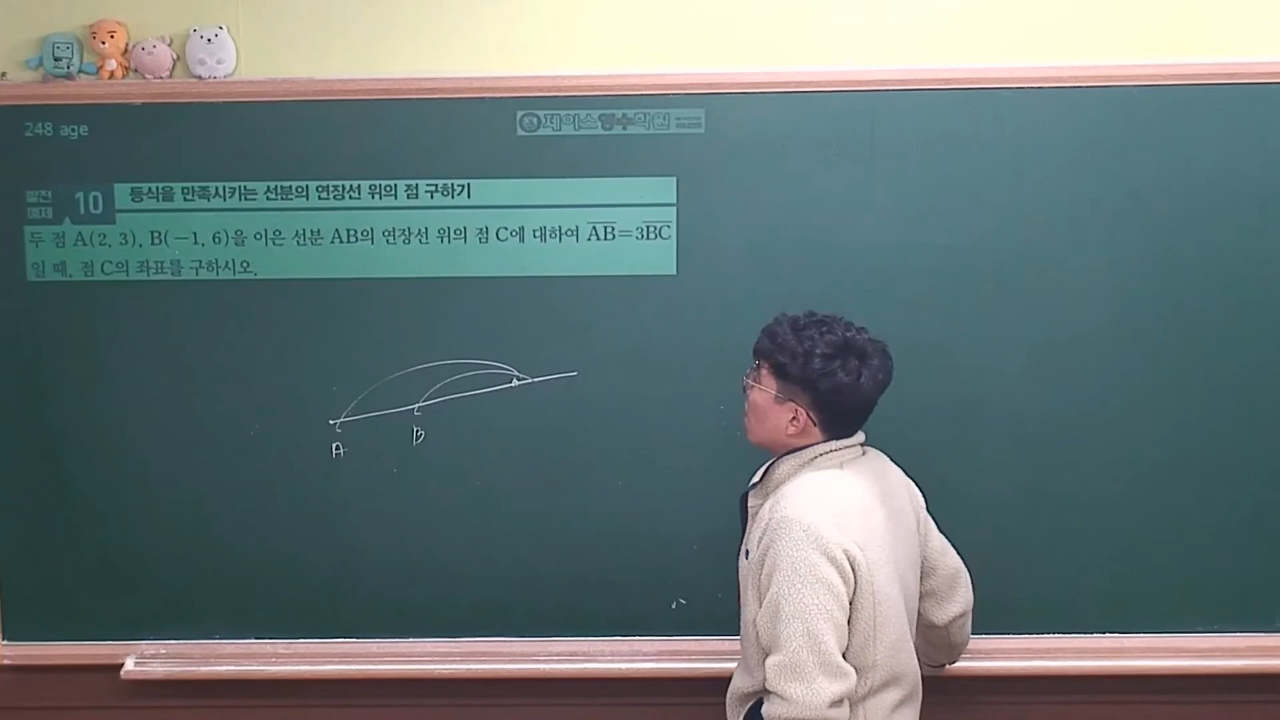 248 age
제이스영수학원
발전
예제
10
등식을 만족시키는 선분의 연장선 위의 점 구하기
두 점 A(2, 3), B(−1, 6)을 이은 선분 AB의 연장선 위의 점 C에 대하여 AB=3BC
일 때, 점 C의 좌표를 구하시오.
A
B